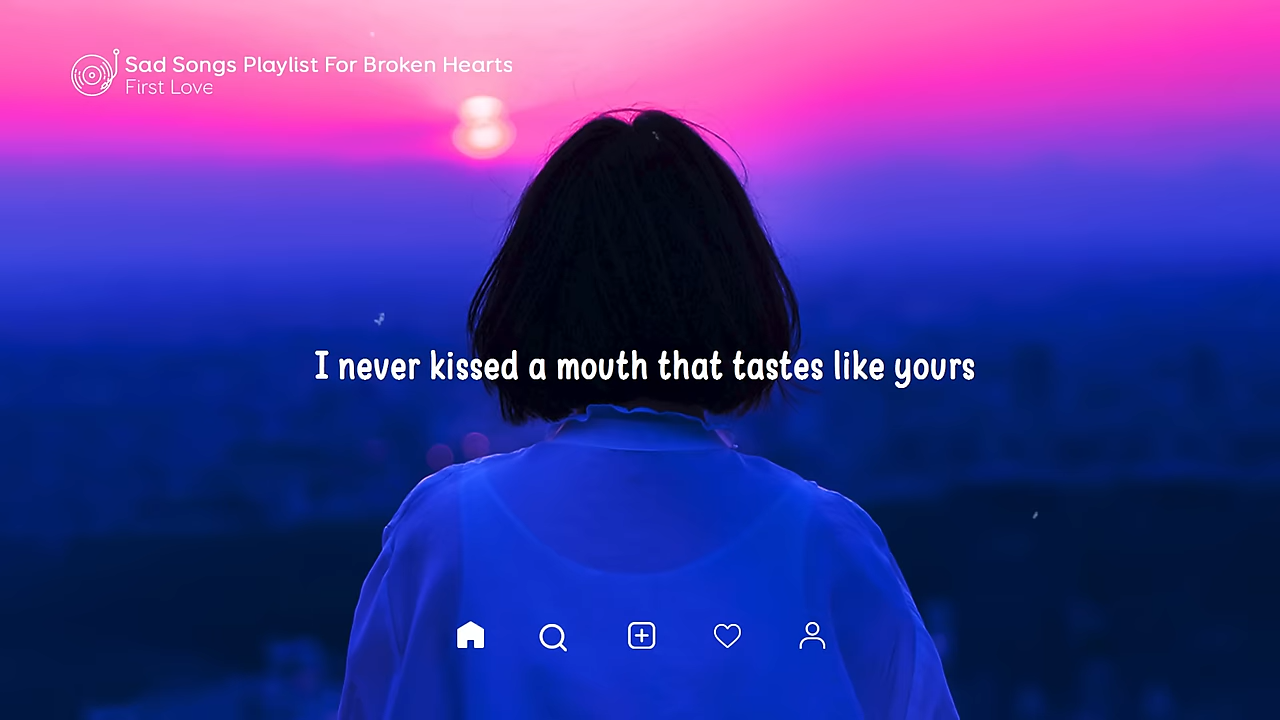 Sad Songs Playlist For Broken Hearts
First Love
I never kissed a mouth that tastes like yours